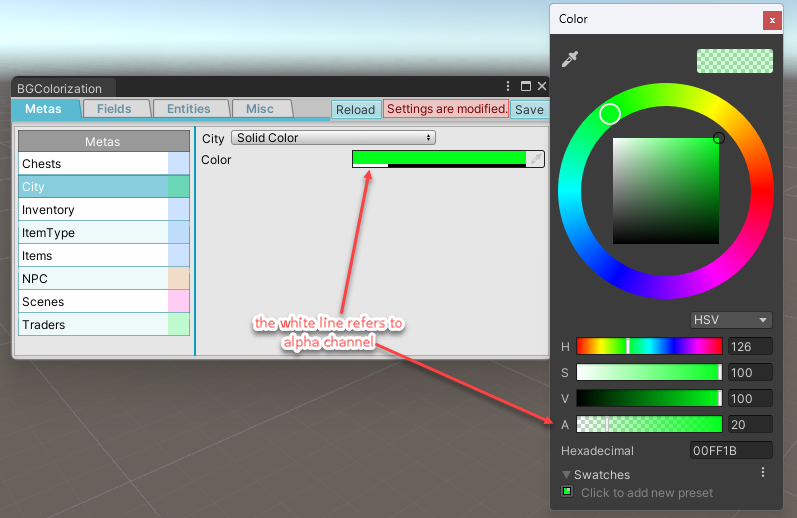 Color
x
BGColorization
Metas Fields Entities Misc Reload Settings are modified. Save
Metas
Chests
City
Inventory
ItemType
Items
NPC
Scenes
Traders
City Solid Color
Color
the white line refers to
alpha channel
HSV
H 126
S 100
V 100
A 20
Hexadecimal 00FF1B
Swatches
Click to add new preset